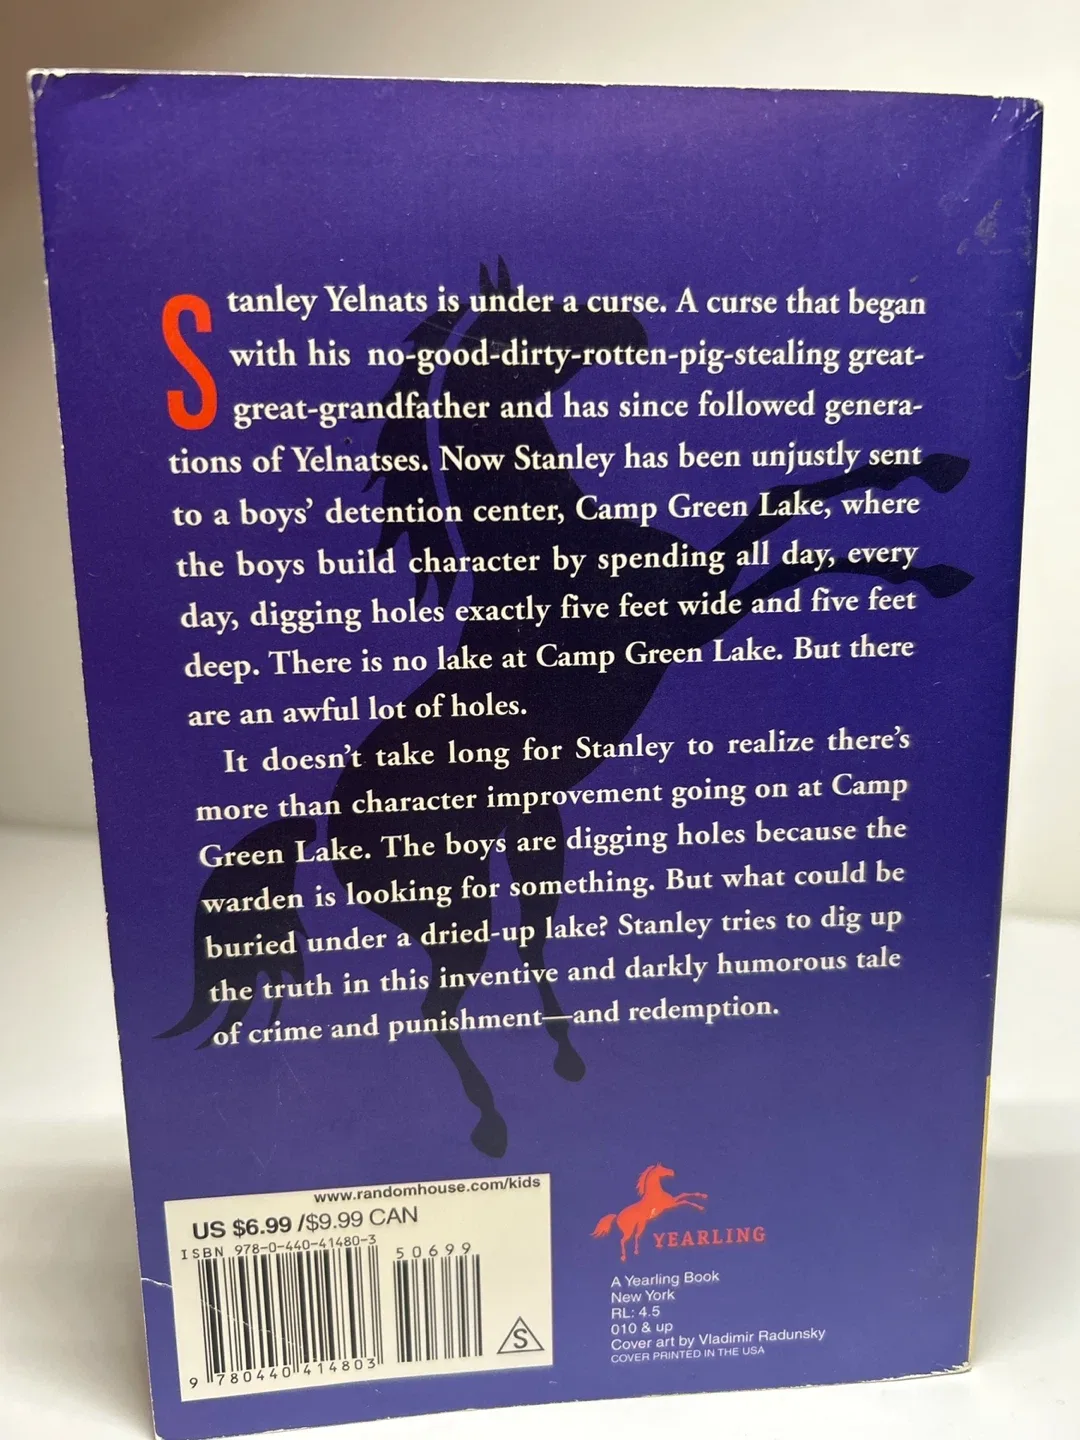 Stanley Yelnats is under a curse. A curse that began
with his no-good-dirty-rotten-pig-stealing great-
great-grandfather and has since followed genera-
tions of Yelnatses. Now Stanley has been unjustly sent
to a boys' detention center, Camp Green Lake, where
the boys build character by spending all day, every
day, digging holes exactly five feet wide and five feet
deep. There is no lake at Camp Green Lake. But there
are an awful lot of holes.
It doesn't take long for Stanley to realize there's
more than character improvement going on at Camp
Green Lake. The boys are digging holes because the
warden is looking for something. But what could be
buried under a dried-up lake? Stanley tries to dig up
the truth in this inventive and darkly humorous tale
of crime and punishment—and redemption.
www.randomhouse.com/kids
US $6.99 /$9.99 CAN
ISBN 978-0-440-41480-3
50699
9 780440 414803
S
YEARLING
A Yearling Book
New York
RL: 4.5
010 & up
Cover art by Vladimir Radunsky
COVER PRINTED IN THE USA